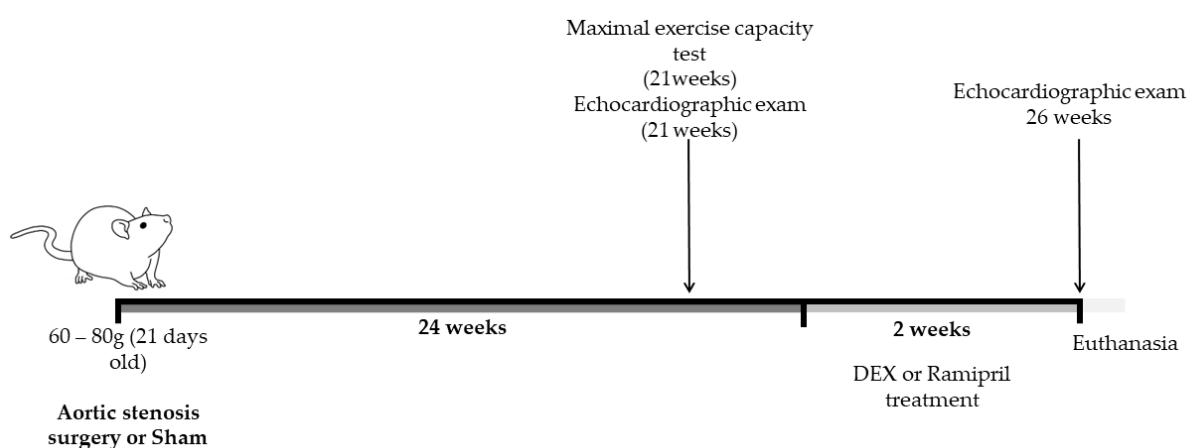 Maximal exercise capacity
test
(21weeks)
Echocardiographic exam
(21 weeks)
Echocardiographic exam
26 weeks
60 – 80g (21 days
old)
24 weeks
2 weeks
Euthanasia
DEX or Ramipril
treatment
Aortic stenosis
surgery or Sham